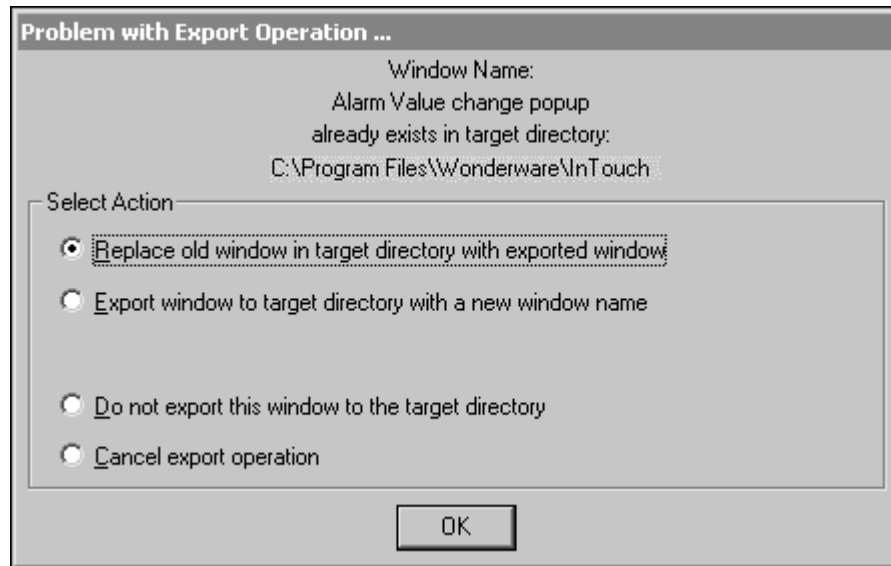 Problem with Export Operation ...
Window Name:
Alarm Value change popup
already exists in target directory:
C:\Program Files\Wonderware\InTouch
Select Action
Replace old window in target directory with exported window
Export window to target directory with a new window name
Do not export this window to the target directory
Cancel export operation
OK